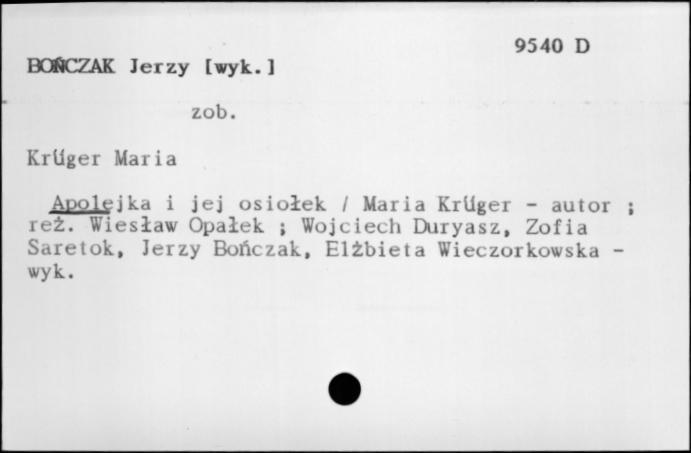 9540 D
BOŃCZAK Jerzy [wyk.]
zob.
Krüger Maria
Apolejka i jej osiołek / Maria Krüger - autor ;
reż. Wiesław Opałek ; Wojciech Duryasz, Zofia
Saretok, Jerzy Bończak, Elżbieta Wieczorkowska -
wyk.